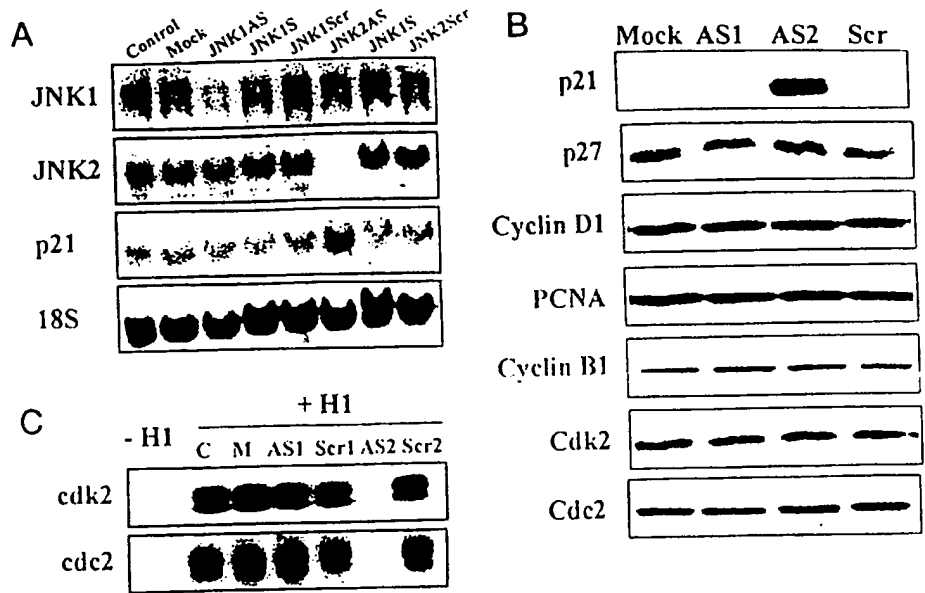 A
Control Mock JNK1AS JNK1S JNK1Scr JNK2AS JNK1S JNK2Scr
JNK1
JNK2
p21
18S
B
Mock AS1 AS2 Scr
p21
p27
Cyclin D1
PCNA
Cyclin B1
Cdk2
Cdc2
C
+ H1
- H1
C M AS1 Scr1 AS2 Scr2
cdk2
cdc2